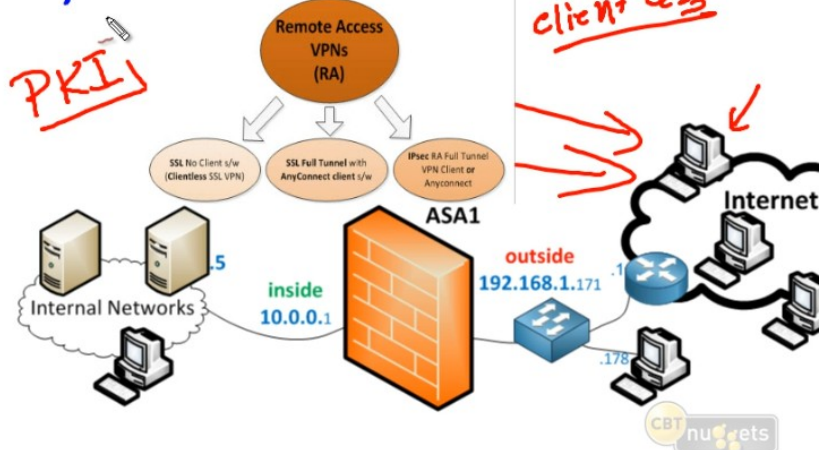 client less
PKI
Remote Access
VPNs
(RA)
SSL No Client s/w
(Clientless SSL VPN)
SSL Full Tunnel with
AnyConnect client s/w
IPsec RA Full Tunnel
VPN Client or
Anyconnect
ASA1
Internet
.5
outside
192.168.1.171
.1
inside
10.0.0.1
Internal Networks
.178
CBT
nuggets